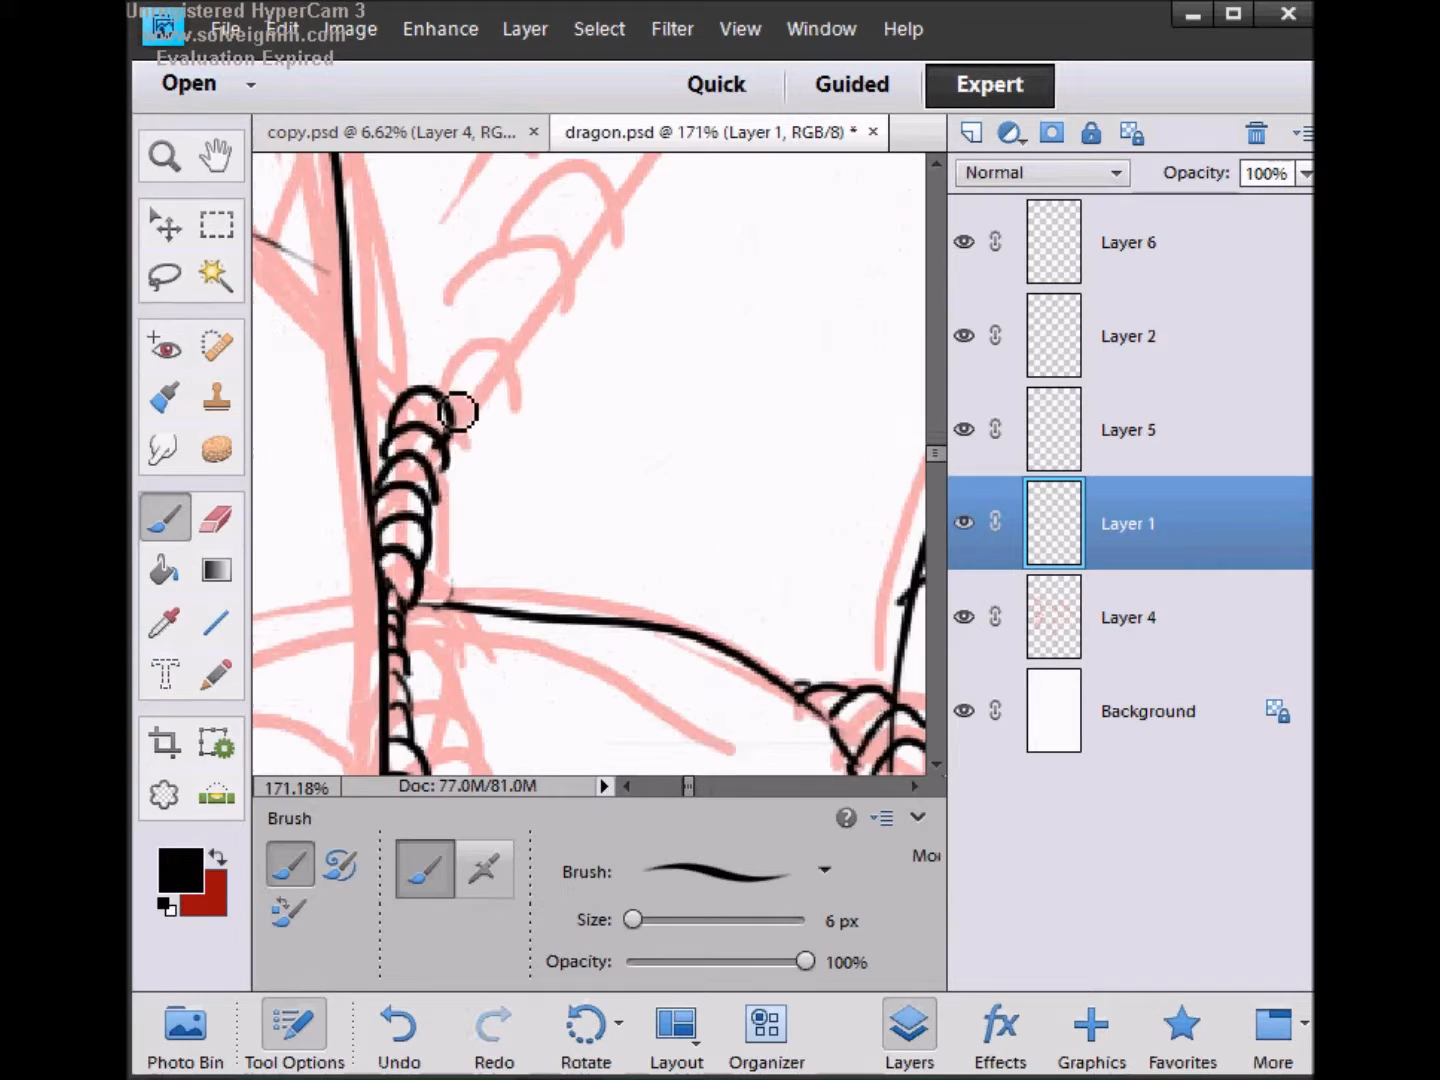 Unregistered HyperCam 3
www.solveigmm.com
Evaluation Expired
File Edit Image Enhance Layer Select Filter View Window Help
Open Quick Guided Expert
copy.psd @ 6.62% (Layer 4, RG... × dragon.psd @ 171% (Layer 1, RGB/8) * ×
Normal Opacity: 100%
Layer 6
Layer 2
Layer 5
Layer 1
Layer 4
Background
171.18% Doc: 77.0M/81.0M
Brush
Brush:
Size: 6 px
Opacity: 100%
Photo Bin Tool Options Undo Redo Rotate Layout Organizer Layers Effects Graphics Favorites More